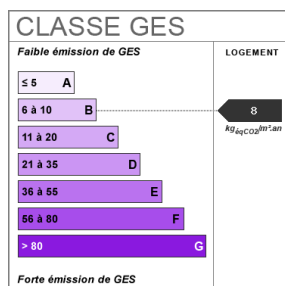 CLASSE GES
Faible émission de GES
LOGEMENT
≤ 5 A
6 à 10 B
8
kgéqCO2/m².an
11 à 20 C
21 à 35 D
36 à 55 E
56 à 80 F
> 80 G
Forte émission de GES